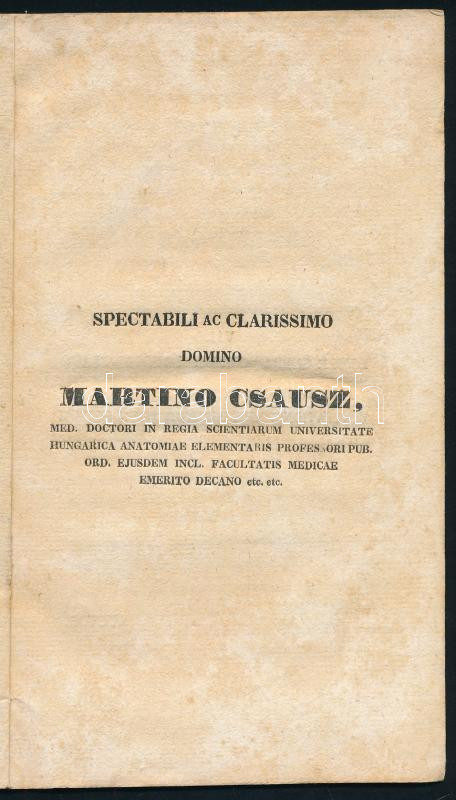 SPECTABILI AC CLARISSIMO
DOMINO
MARTINO CSAUSZ,
MED. DOCTORI IN REGIA SCIENTIARUM UNIVERSITATE
HUNGARICA ANATOMIAE ELEMENTARIS PROFESSORI PUB.
ORD. EJUSDEM INCL. FACULTATIS MEDICAE
EMERITO DECANO etc. etc.
darabanth